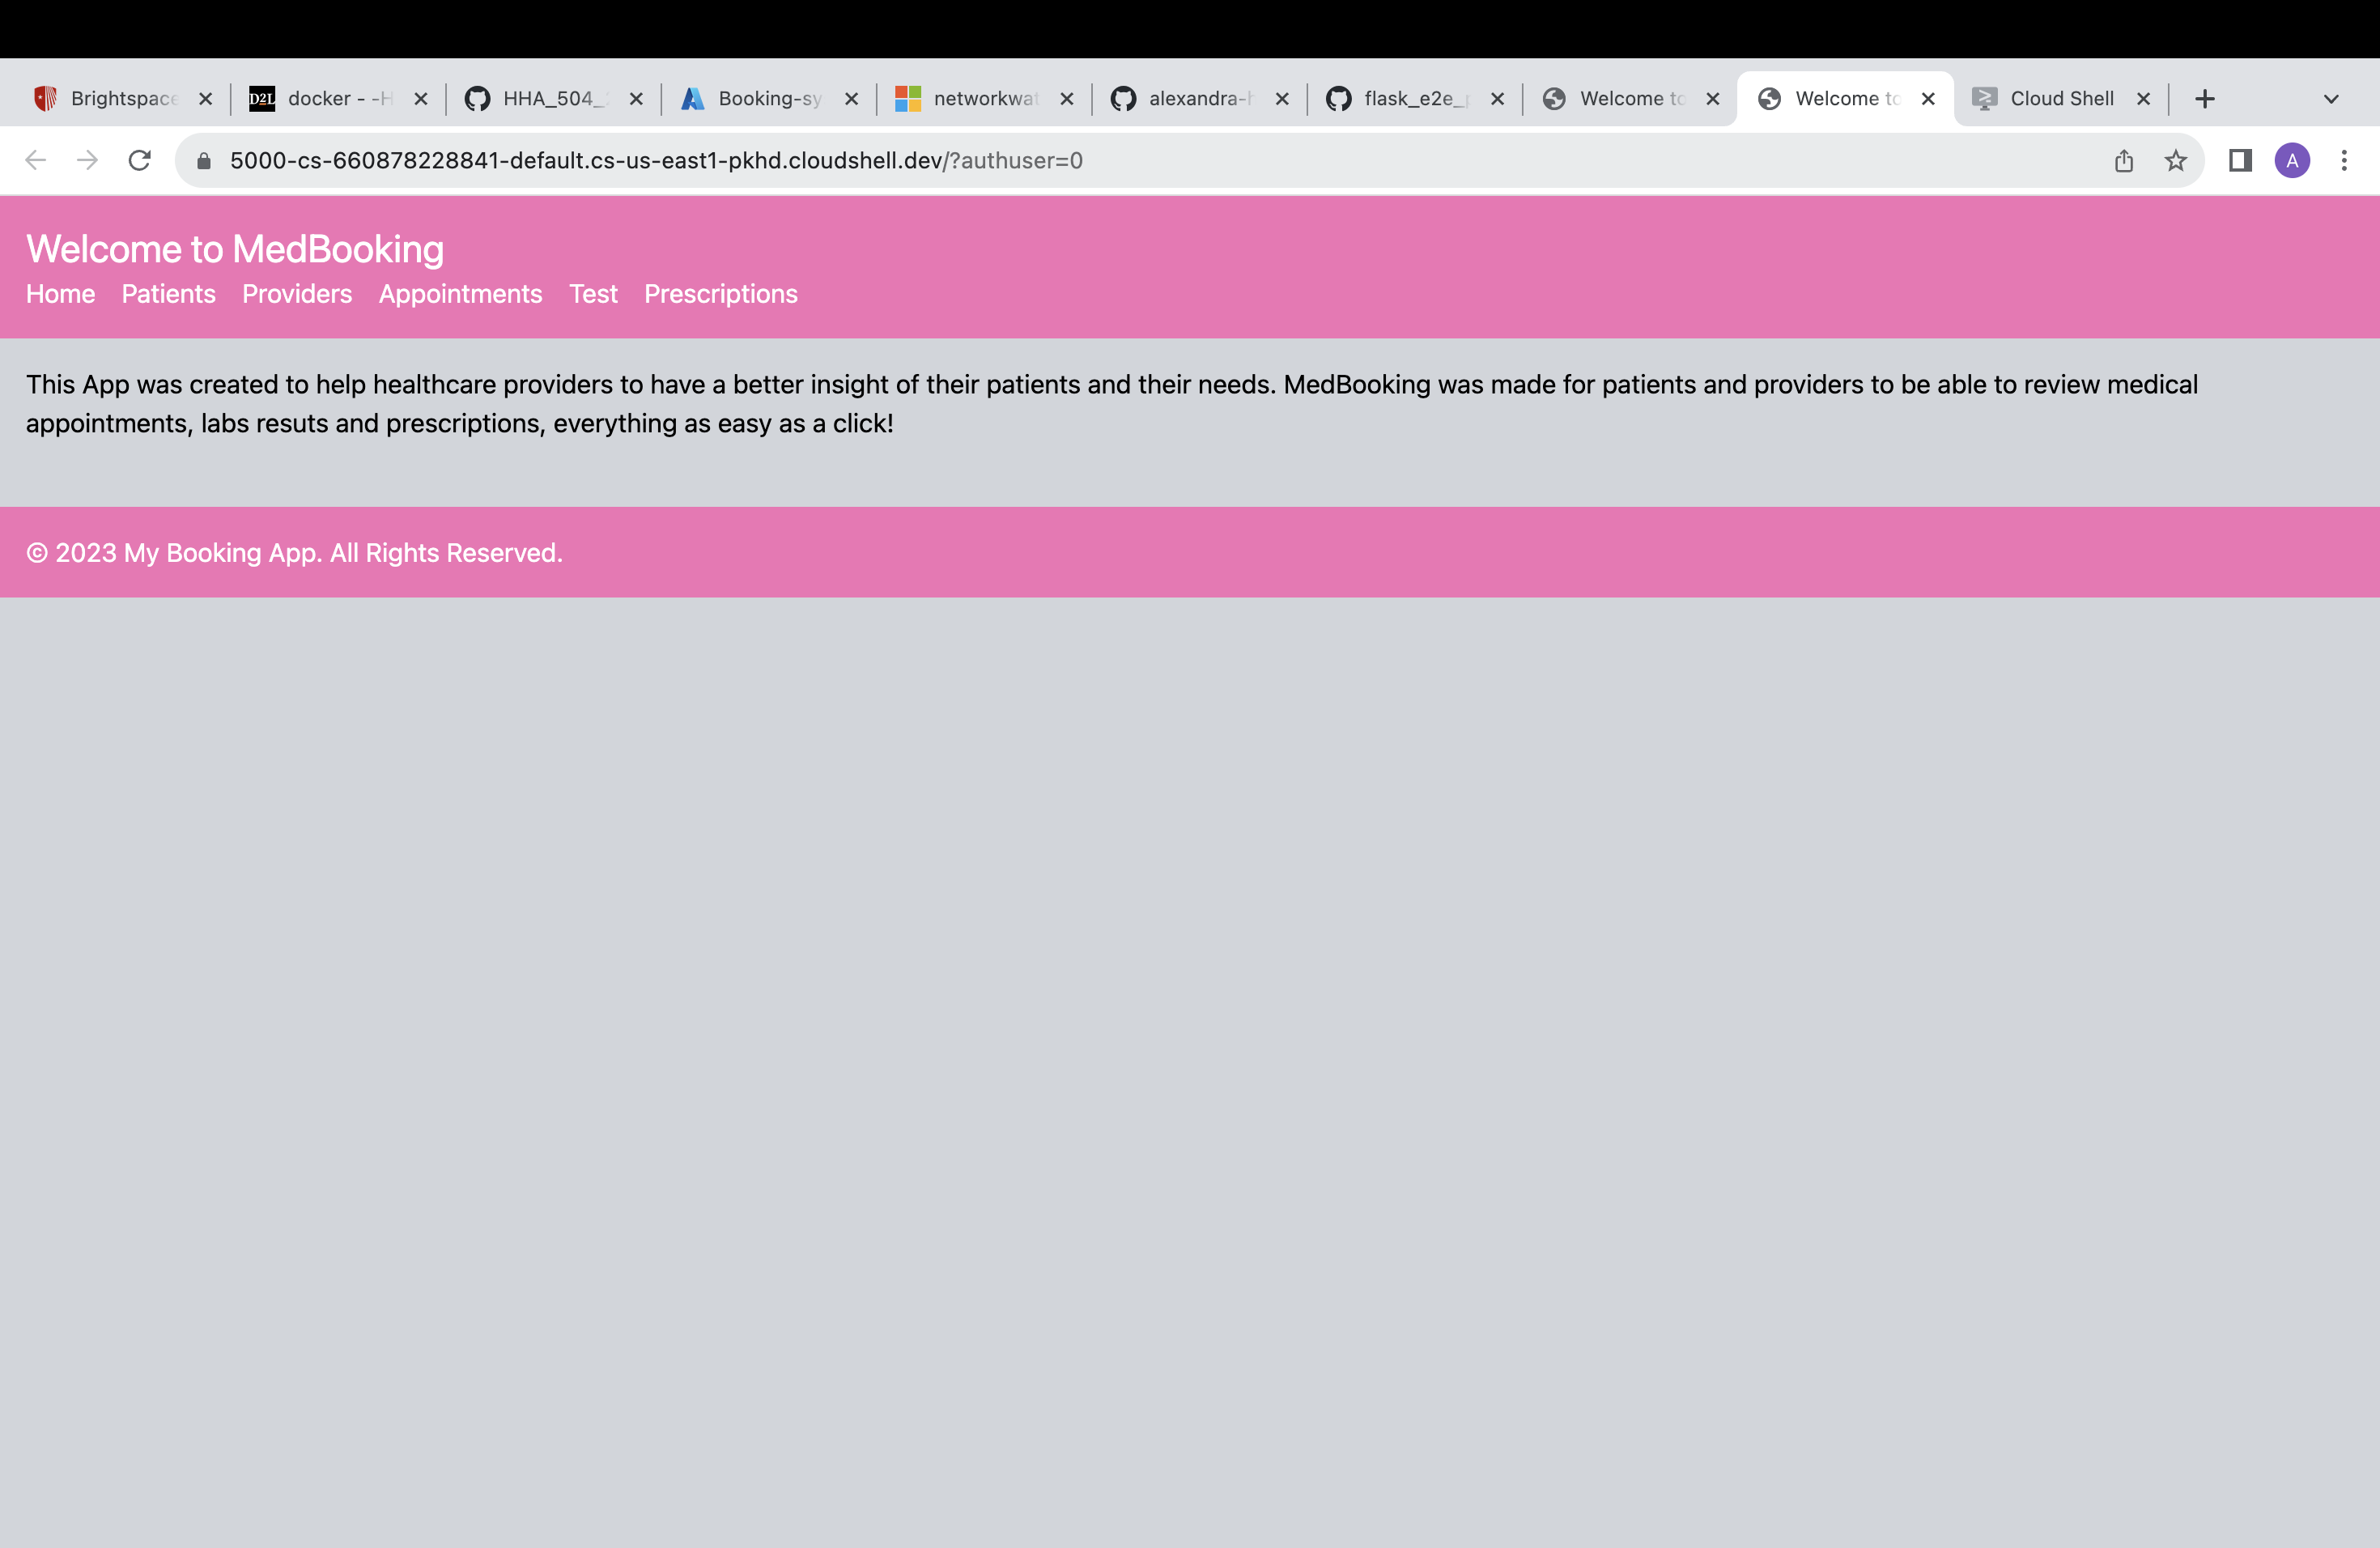 Brightspace
D2L docker - -H
HHA_504_
Booking-sy
networkwat
alexandra-h
flask_e2e_p
Welcome to
Welcome to
Cloud Shell
5000-cs-660878228841-default.cs-us-east1-pkhd.cloudshell.dev/?authuser=0
A
Welcome to MedBooking
Home Patients Providers Appointments Test Prescriptions
This App was created to help healthcare providers to have a better insight of their patients and their needs. MedBooking was made for patients and providers to be able to review medical
appointments, labs resuts and prescriptions, everything as easy as a click!
© 2023 My Booking App. All Rights Reserved.